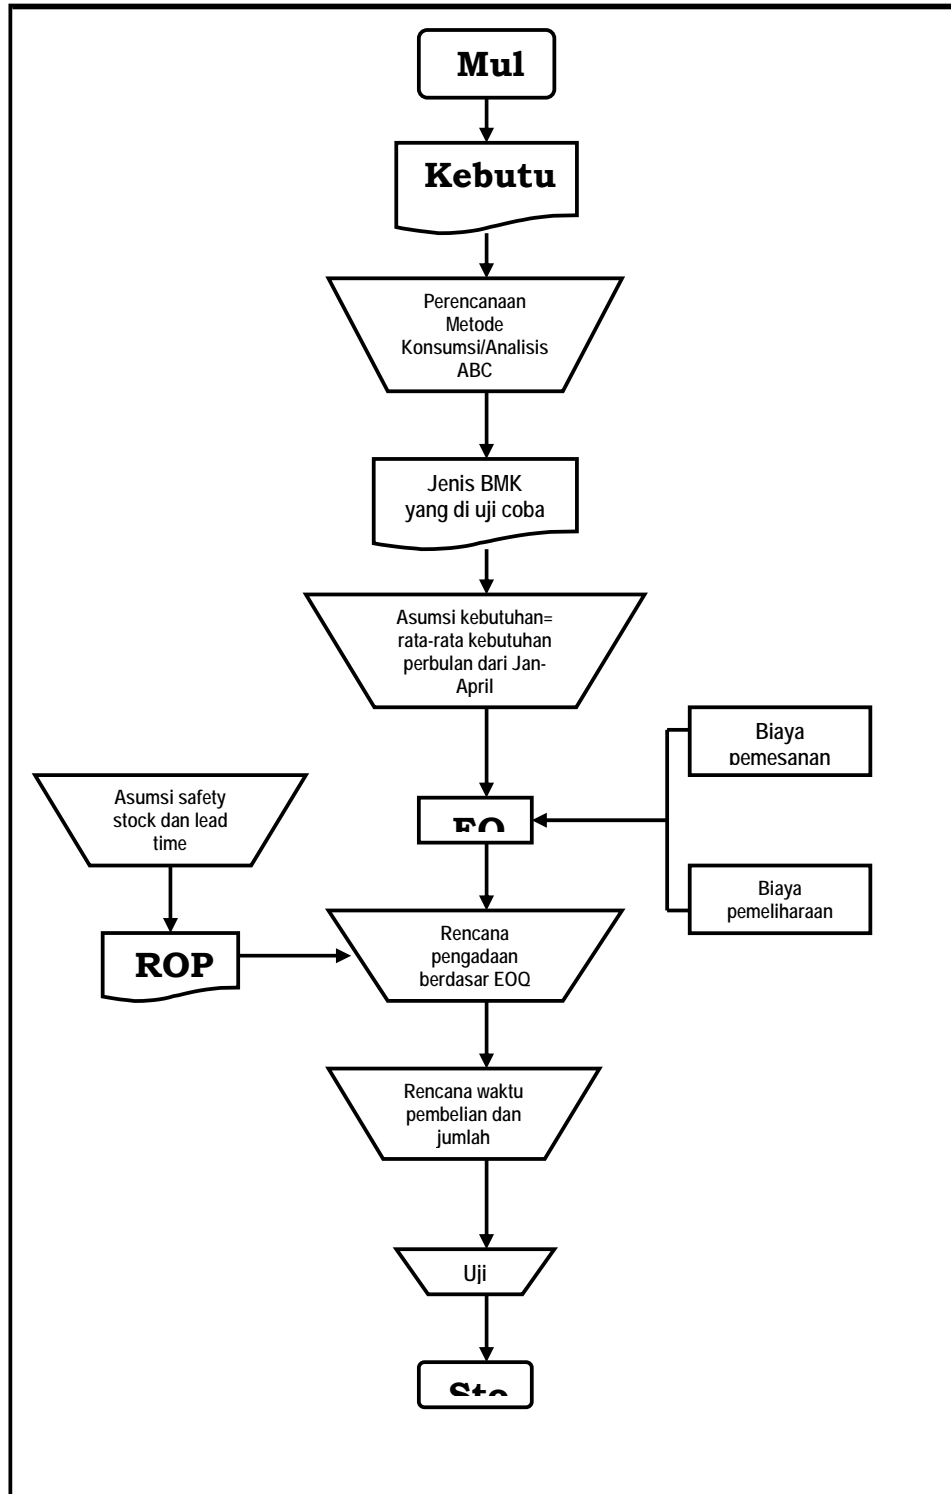 Mul
Kebutu
Perencanaan
Metode
Konsumsi/Analisis
ABC
Jenis BMK
yang di uji coba
Asumsi kebutuhan=
rata-rata kebutuhan
perbulan dari Jan-
April
Biaya
pemesanan
Asumsi safety
stock dan lead
time
EO
Biaya
pemeliharaan
ROP
Rencana
pengadaan
berdasar EOQ
Rencana waktu
pembelian dan
jumlah
Uji
Sto